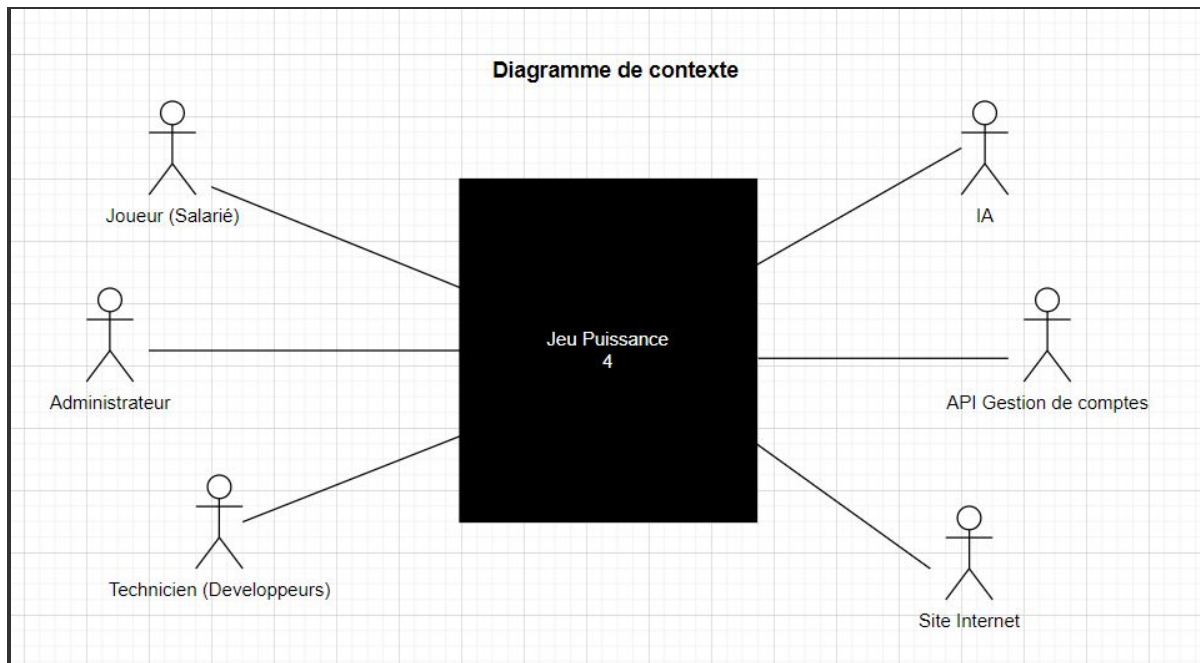 Diagramme de contexte
Joueur (Salarié)
IA
Jeu Puissance
4
Administrateur
API Gestion de comptes
Technicien (Developpeurs)
Site Internet